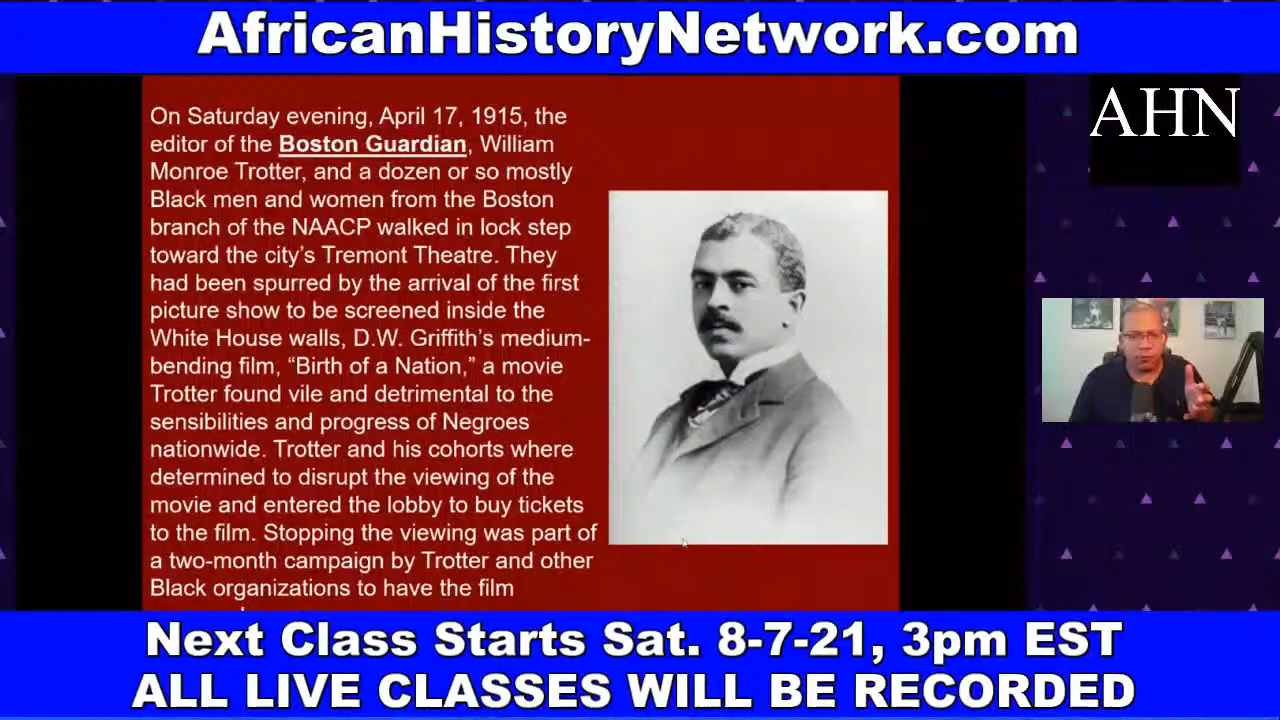 AfricanHistoryNetwork.com
AHN
On Saturday evening, April 17, 1915, the
editor of the Boston Guardian, William
Monroe Trotter, and a dozen or so mostly
Black men and women from the Boston
branch of the NAACP walked in lock step
toward the city’s Tremont Theatre. They
had been spurred by the arrival of the first
picture show to be screened inside the
White House walls, D.W. Griffith’s medium-
bending film, “Birth of a Nation,” a movie
Trotter found vile and detrimental to the
sensibilities and progress of Negroes
nationwide. Trotter and his cohorts where
determined to disrupt the viewing of the
movie and entered the lobby to buy tickets
to the film. Stopping the viewing was part of
a two-month campaign by Trotter and other
Black organizations to have the film
Next Class Starts Sat. 8-7-21, 3pm EST
ALL LIVE CLASSES WILL BE RECORDED